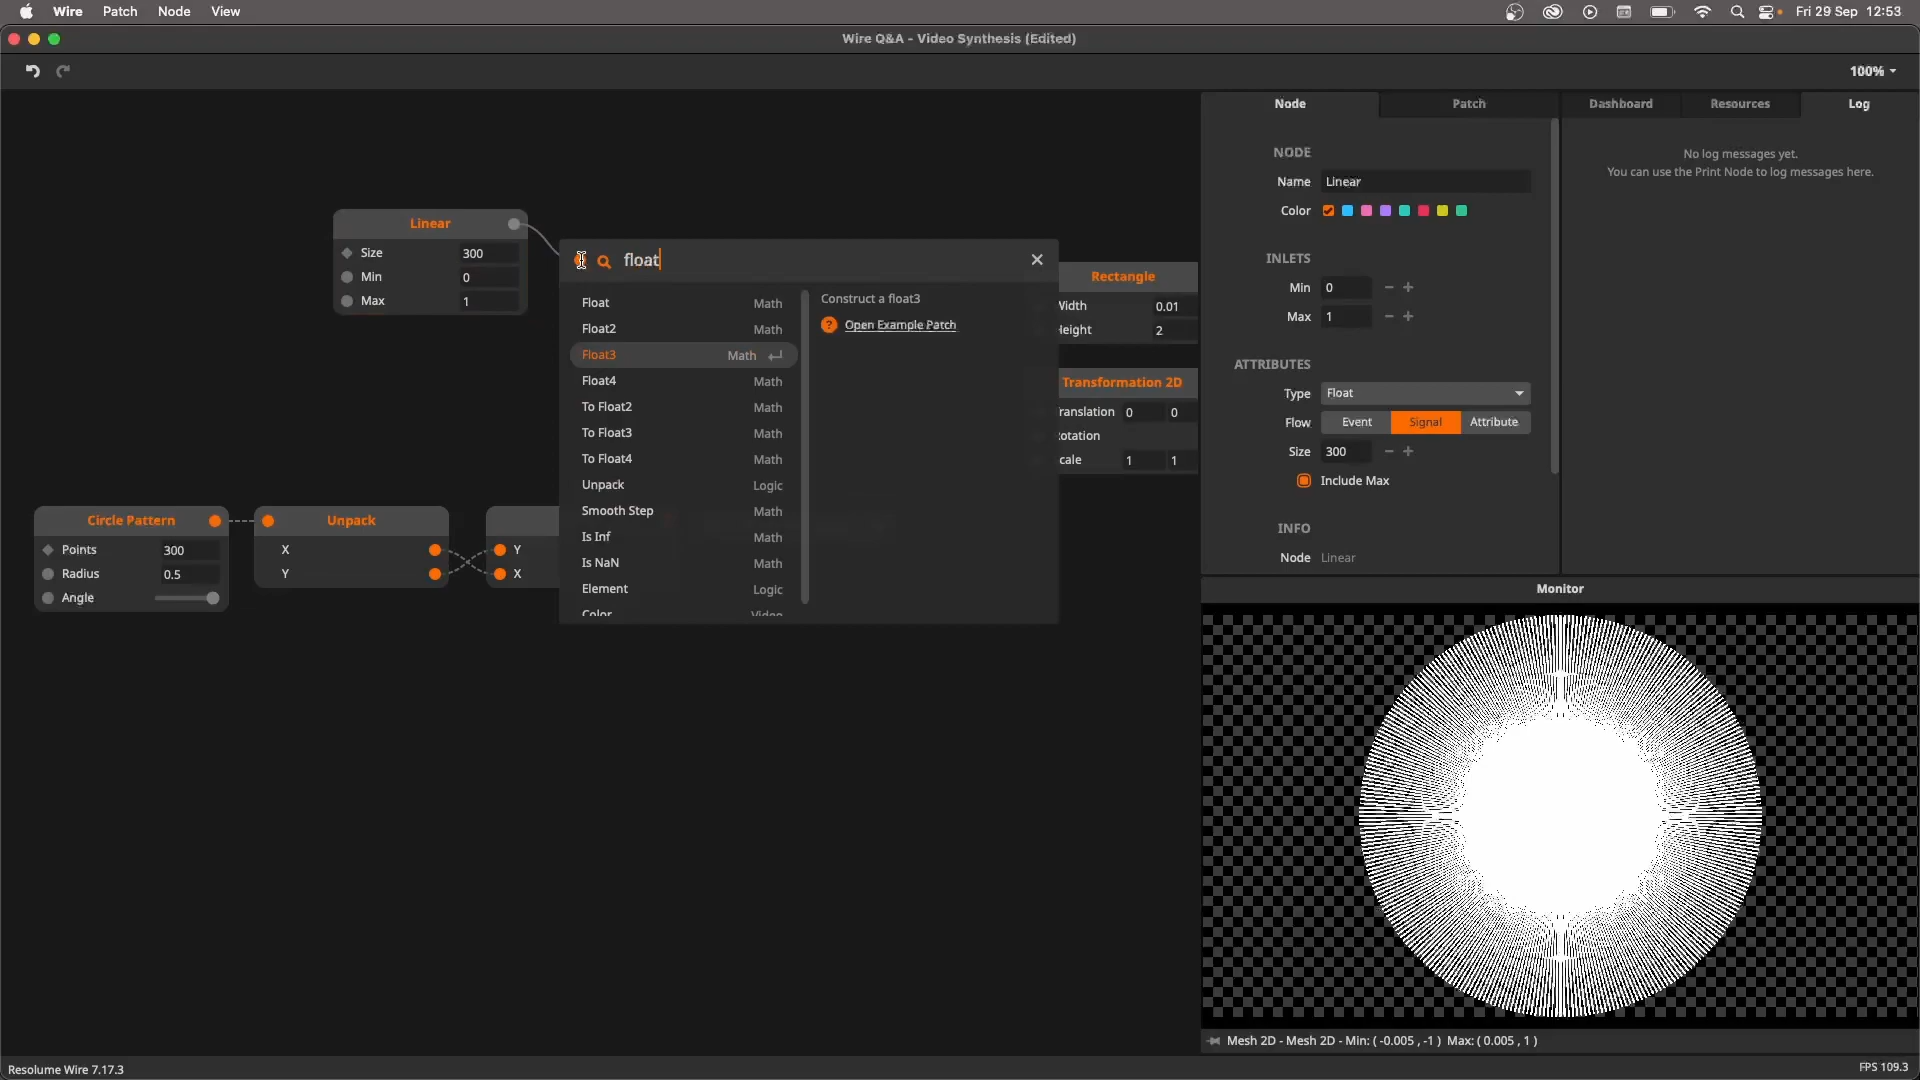 Wire Patch Node View
Fri 29 Sep 12:53
Wire Q&A - Video Synthesis (Edited)
100%
Node Patch Dashboard Resources Log
No log messages yet.
You can use the Print Node to log messages here.
NODE
Name Linear
Color
INLETS
Min 0
Max 1
ATTRIBUTES
Type Float
Flow Event Signal Attribute
Size 300
Include Max
INFO
Node Linear
Linear
Size 300
Min 0
Max 1
float
Float Math
Float2 Math
Float3 Math
Float4 Math
To Float2 Math
To Float3 Math
To Float4 Math
Unpack Logic
Smooth Step Math
Is Inf Math
Is NaN Math
Element Logic
Color Video
Construct a float3
? Open Example Patch
Rectangle
Width 0.01
Height 2
Transformation 2D
Translation 0 0
otation
cale 1 1
Circle Pattern
Points 300
Radius 0.5
Angle
Unpack
X
Y
Y
X
Monitor
Mesh 2D - Mesh 2D - Min: ( -0.005 , -1 ) Max: ( 0.005 , 1 )
Resolume Wire 7.17.3
FPS 109.3